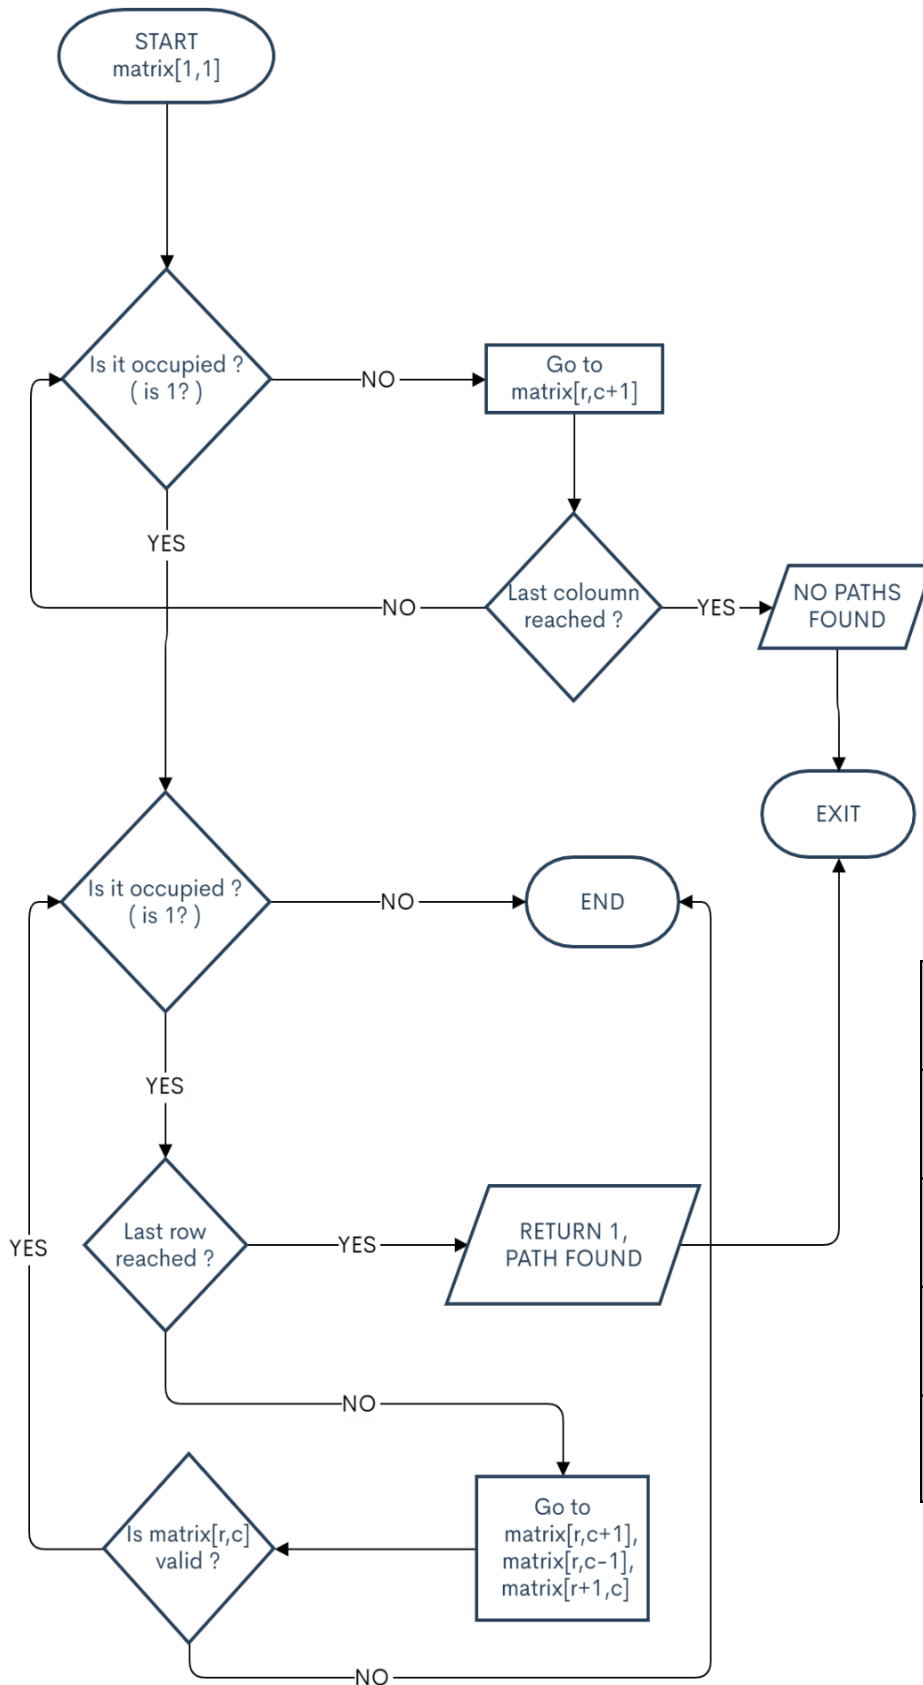 START
matrix[1,1]
Is it occupied ?
( is 1? )
NO
Go to
matrix[r,c+1]
YES
Last coloumn
reached ?
NO
YES
NO PATHS
FOUND
EXIT
Is it occupied ?
( is 1? )
NO
END
YES
Last row
reached ?
YES
RETURN 1,
PATH FOUND
YES
NO
Go to
matrix[r,c+1],
matrix[r,c-1],
matrix[r+1,c]
Is matrix[r,c]
valid ?
NO